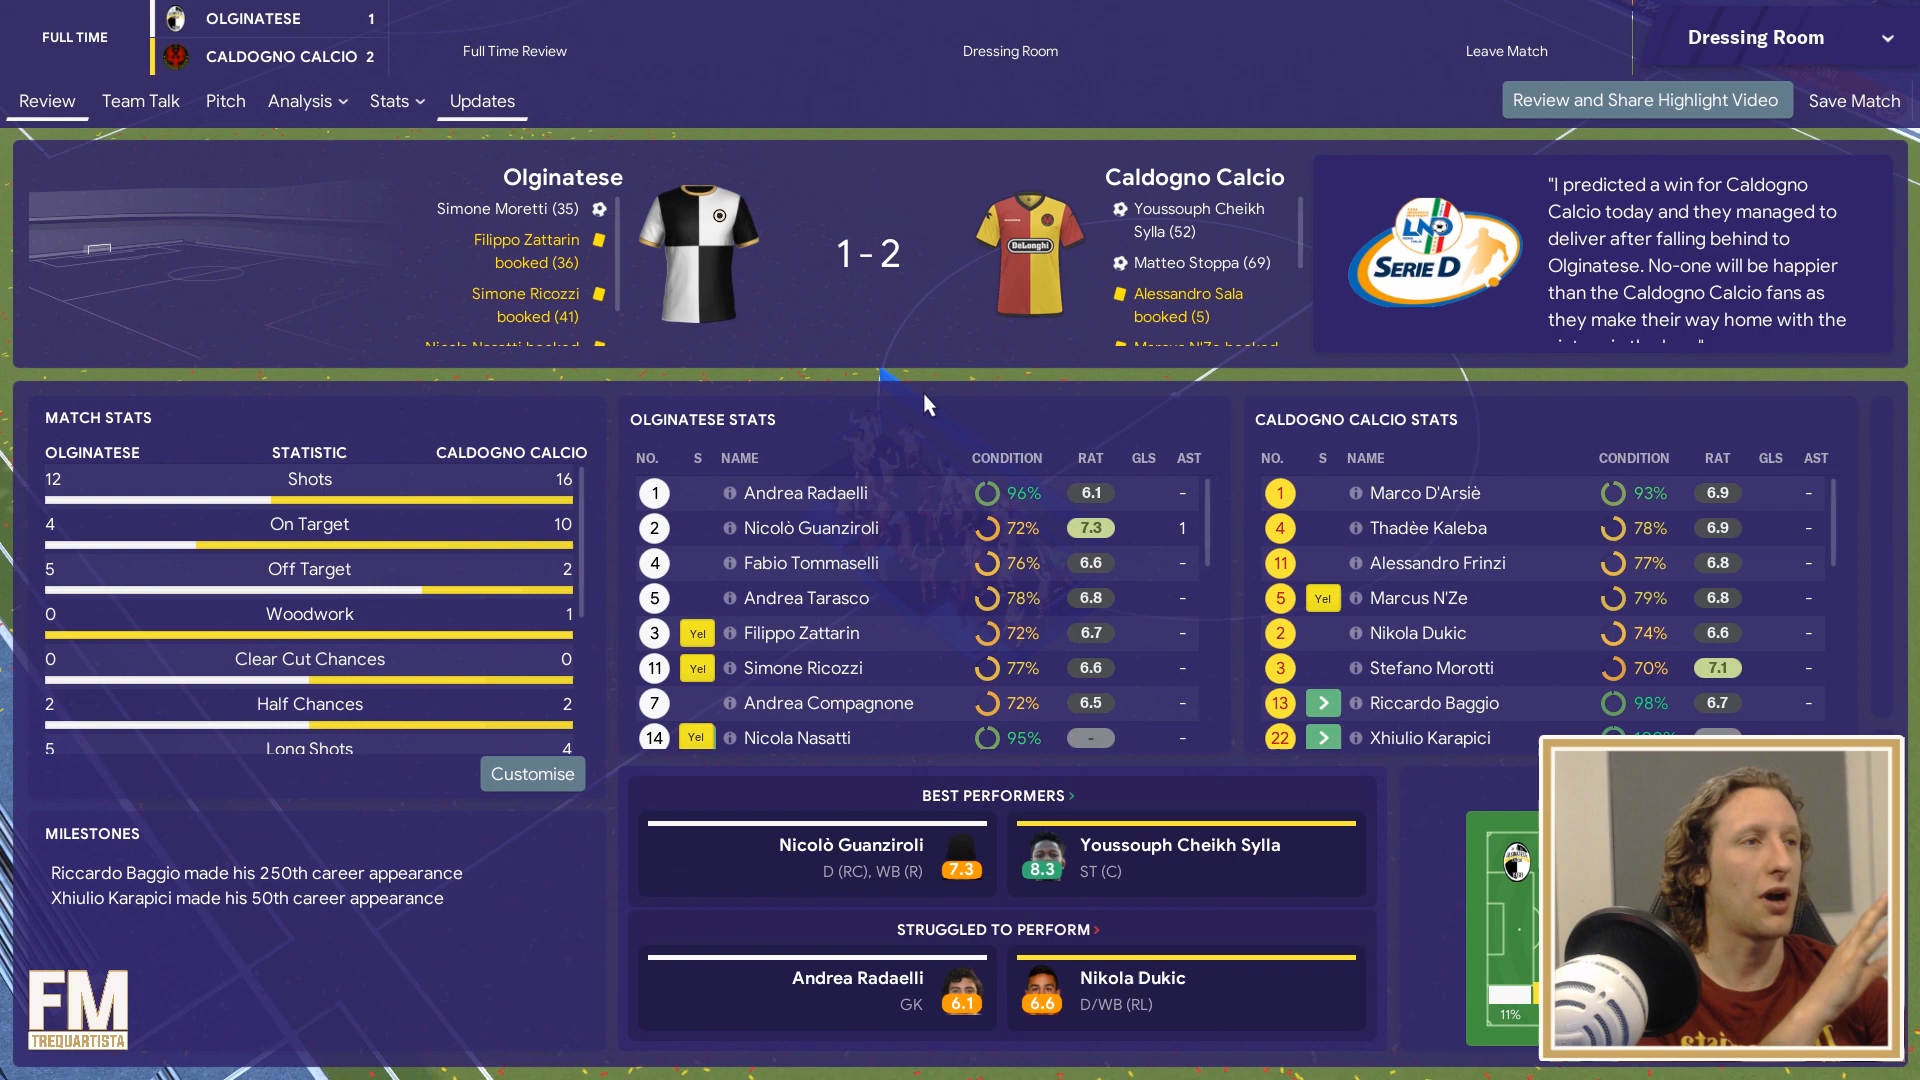 FULL TIME
OLGINATESE 1
CALDOGNO CALCIO 2
Full Time Review
Dressing Room
Leave Match
Dressing Room
Review
Team Talk
Pitch
Analysis
Stats
Updates
Review and Share Highlight Video
Save Match
Olginatese
Simone Moretti (35)
Filippo Zattarin
booked (36)
Simone Ricozzi
booked (41)
Nicola Nasatti booked
1 - 2
Caldogno Calcio
Youssouph Cheikh
Sylla (52)
Matteo Stoppa (69)
Alessandro Sala
booked (5)
Marcus N'Ze booked
DeLonghi
LND
SERIE D
"I predicted a win for Caldogno
Calcio today and they managed to
deliver after falling behind to
Olginatese. No-one will be happier
than the Caldogno Calcio fans as
they make their way home with the
MATCH STATS
OLGINATESE STATISTIC CALDOGNO CALCIO
12 Shots 16
4 On Target 10
5 Off Target 2
0 Woodwork 1
0 Clear Cut Chances 0
2 Half Chances 2
5 Long Shots 4
Customise
OLGINATESE STATS
NO. S NAME CONDITION RAT GLS AST
1 Andrea Radaelli 96% 6.1 -
2 Nicolò Guanziroli 72% 7.3 1
4 Fabio Tommaselli 76% 6.6 -
5 Andrea Tarasco 78% 6.8 -
3 Yel Filippo Zattarin 72% 6.7 -
11 Yel Simone Ricozzi 77% 6.6 -
7 Andrea Compagnone 72% 6.5 -
14 Yel Nicola Nasatti 95% - -
CALDOGNO CALCIO STATS
NO. S NAME CONDITION RAT GLS AST
1 Marco D'Arsiè 93% 6.9 -
4 Thadèe Kaleba 78% 6.9 -
11 Alessandro Frinzi 77% 6.8 -
5 Yel Marcus N'Ze 79% 6.8 -
2 Nikola Dukic 74% 6.6 -
3 Stefano Morotti 70% 7.1 -
13 Riccardo Baggio 98% 6.7 -
22 Xhiulio Karapici
MILESTONES
Riccardo Baggio made his 250th career appearance
Xhiulio Karapici made his 50th career appearance
BEST PERFORMERS
Nicolò Guanziroli
D (RC), WB (R)
7.3
Youssouph Cheikh Sylla
ST (C)
8.3
STRUGGLED TO PERFORM
Andrea Radaelli
GK
6.1
Nikola Dukic
D/WB (RL)
6.6
11%
FM
TREQUARTISTA